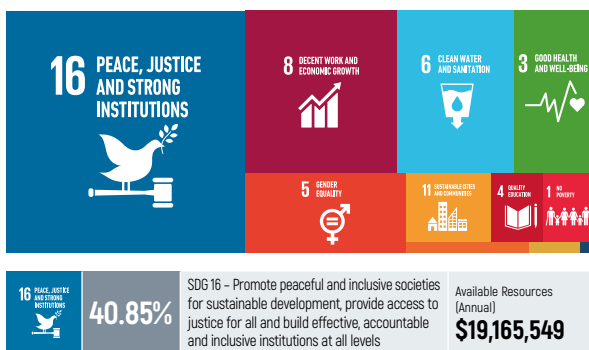 16 PEACE, JUSTICE
AND STRONG
INSTITUTIONS
8 DECENT WORK AND
ECONOMIC GROWTH
6 CLEAN WATER
AND SANITATION
3 GOOD HEALTH
AND WELL-BEING
5 GENDER
EQUALITY
11 SUSTAINABLE CITIES
AND COMMUNITIES
4 QUALITY
EDUCATION
1 NO
POVERTY
16 PEACE, JUSTICE
AND STRONG
INSTITUTIONS
40.85%
SDG 16 – Promote peaceful and inclusive societies
for sustainable development, provide access to
justice for all and build effective, accountable
and inclusive institutions at all levels
Available Resources
(Annual)
$19,165,549